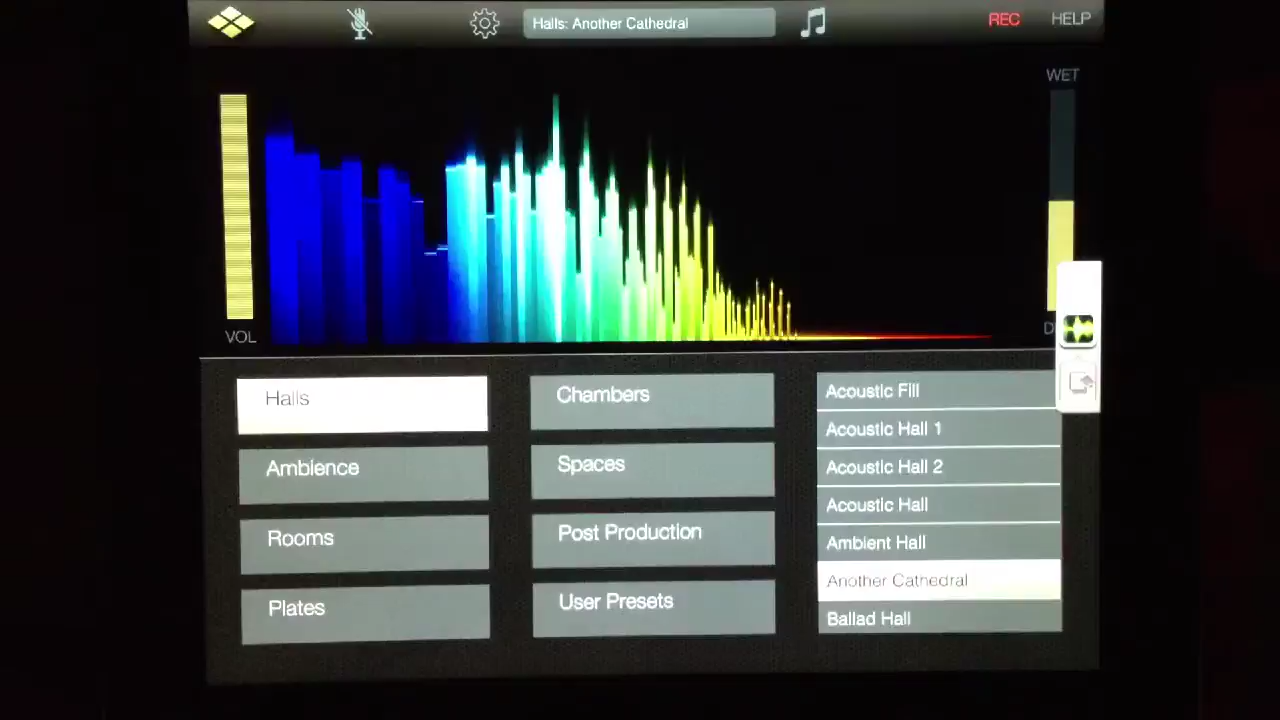 Halls: Another Cathedral
REC
HELP
WET
VOL
Halls
Ambience
Rooms
Plates
Chambers
Spaces
Post Production
User Presets
Acoustic Fill
Acoustic Hall 1
Acoustic Hall 2
Acoustic Hall
Ambient Hall
Another Cathedral
Ballad Hall